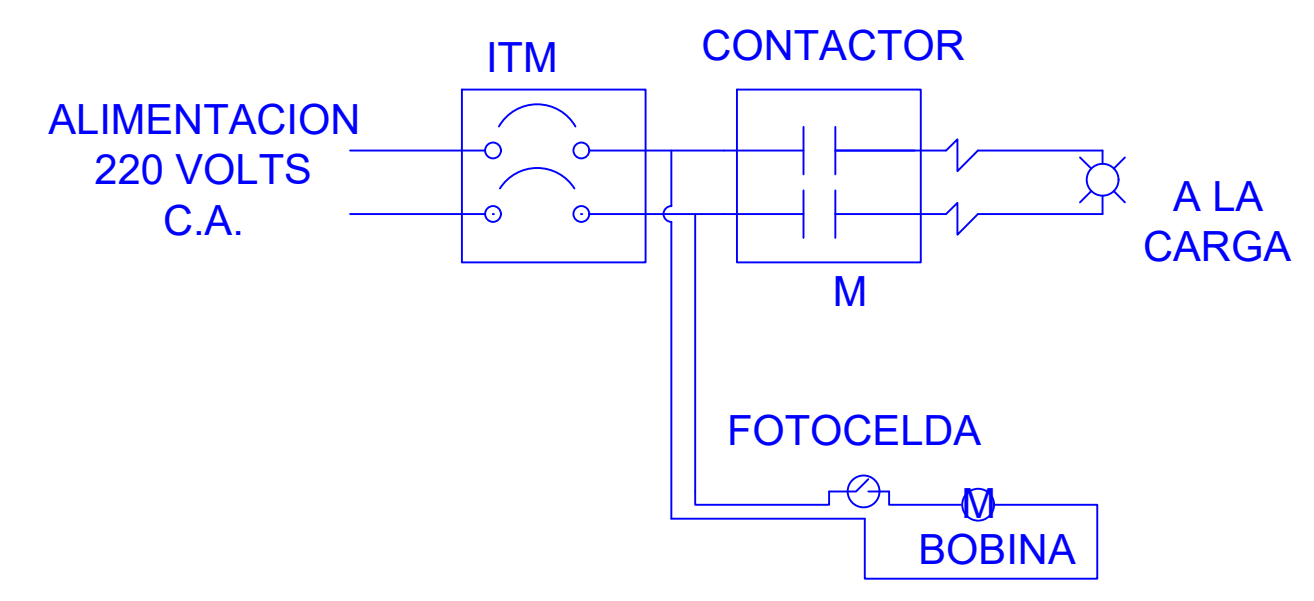 ITM
CONTACTOR
ALIMENTACION
220 VOLTS
C.A.
A LA
CARGA
M
FOTOCELDA
M
BOBINA